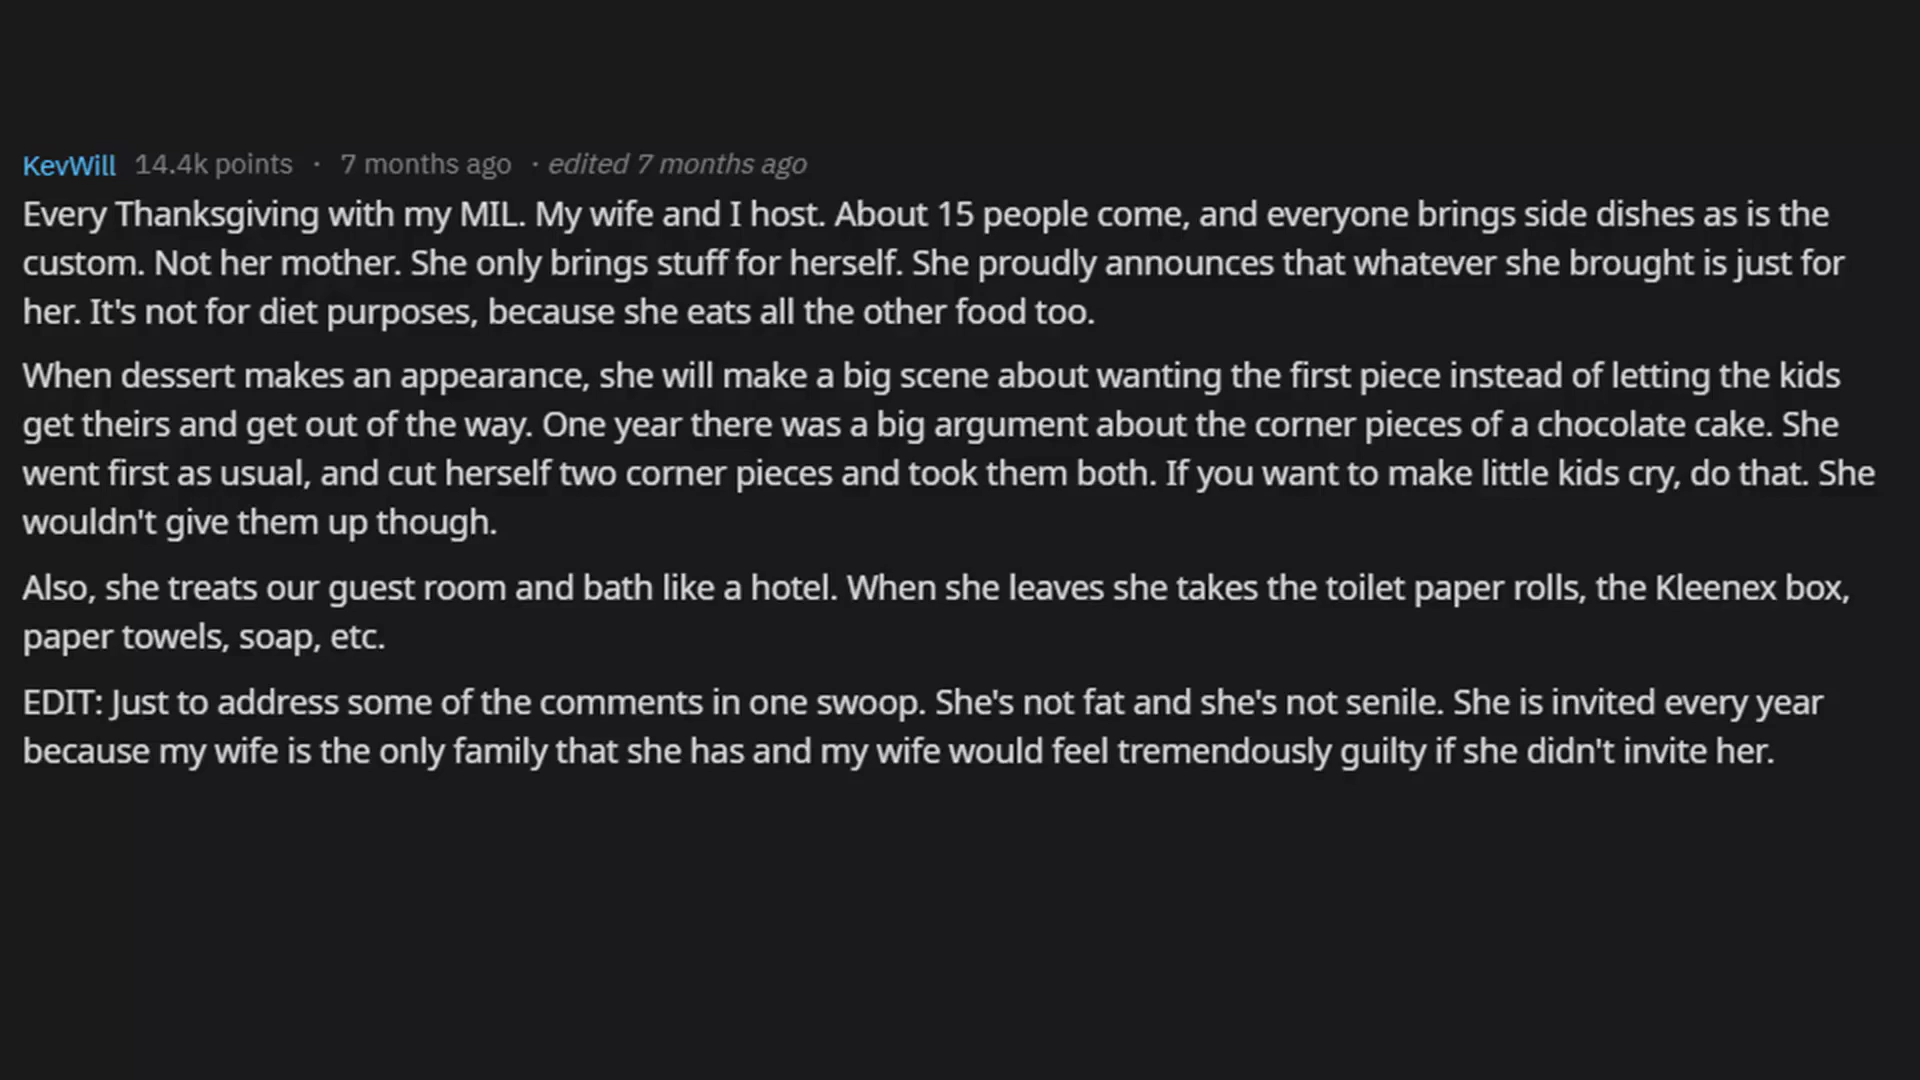 KevWill 14.4k points · 7 months ago · edited 7 months ago
Every Thanksgiving with my MIL. My wife and I host. About 15 people come, and everyone brings side dishes as is the
custom. Not her mother. She only brings stuff for herself. She proudly announces that whatever she brought is just for
her. It's not for diet purposes, because she eats all the other food too.
When dessert makes an appearance, she will make a big scene about wanting the first piece instead of letting the kids
get theirs and get out of the way. One year there was a big argument about the corner pieces of a chocolate cake. She
went first as usual, and cut herself two corner pieces and took them both. If you want to make little kids cry, do that. She
wouldn't give them up though.
Also, she treats our guest room and bath like a hotel. When she leaves she takes the toilet paper rolls, the Kleenex box,
paper towels, soap, etc.
EDIT: Just to address some of the comments in one swoop. She's not fat and she's not senile. She is invited every year
because my wife is the only family that she has and my wife would feel tremendously guilty if she didn't invite her.